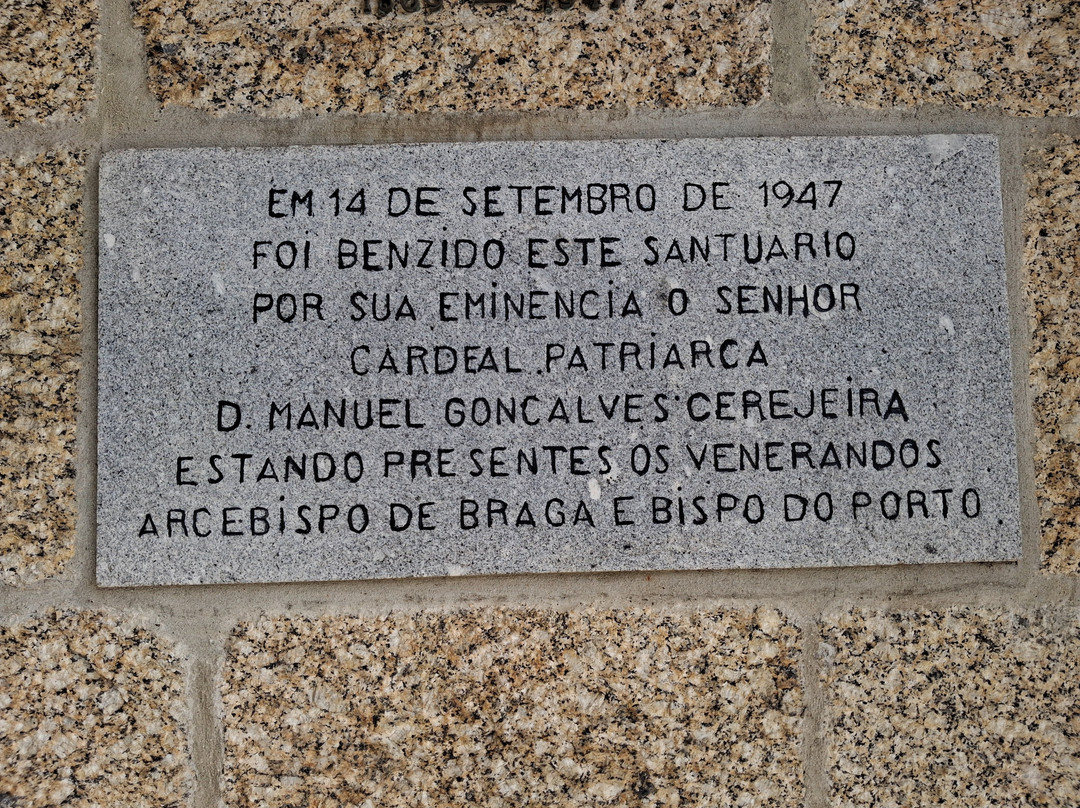 EM 14 DE SETEMBRO DE 1947
FOI BENZIDO ESTE SANTUARIO
POR SUA EMINENCIA O SENHOR
CARDEAL PATRIARCA
D. MANUEL GONCALVES CEREJEIRA
ESTANDO PRESENTES OS VENERANDOS
ARCEBISPO DE BRAGA E BISPO DO PORTO.